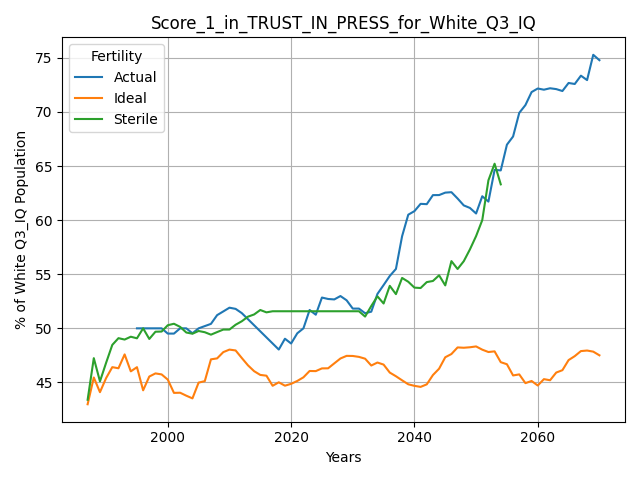 Score_1_in_TRUST_IN_PRESS_for_White_Q3_IQ
Fertility
Actual
Ideal
Sterile
% of White Q3_IQ Population
75
70
65
60
55
50
45
2000
2020
2040
2060
Years